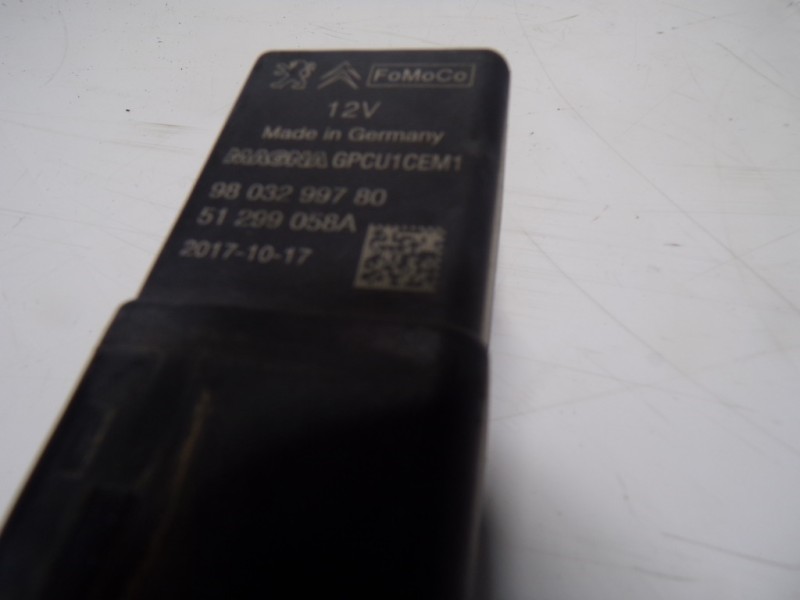 FoMoCo
12V
Made in Germany
GPCU1CEM1
98 032 997 80
51 299 058A
2017-10-17